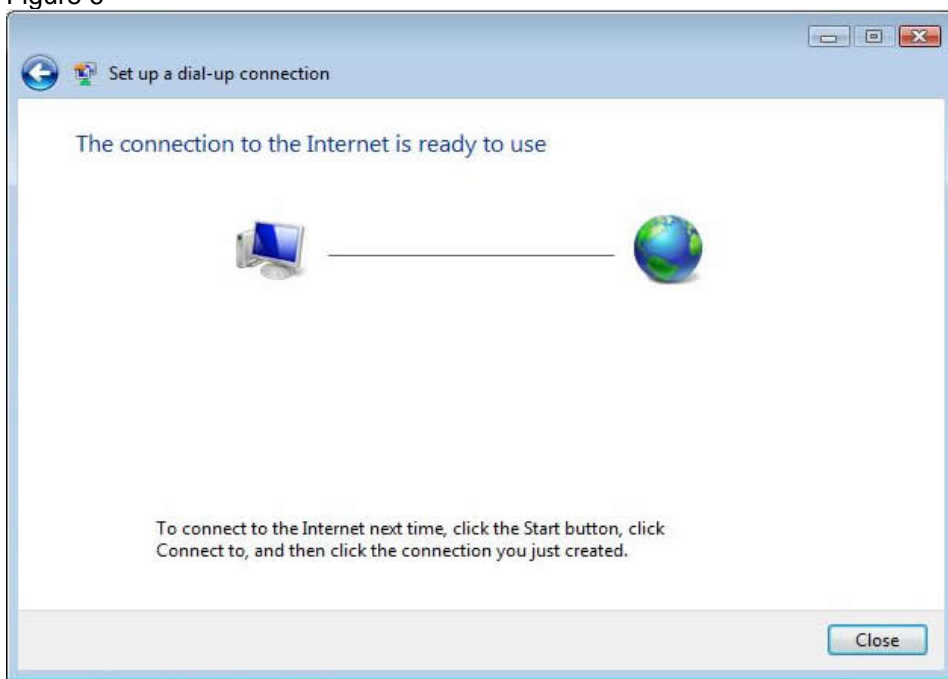 Set up a dial-up connection
The connection to the Internet is ready to use
To connect to the Internet next time, click the Start button, click
Connect to, and then click the connection you just created.
Close